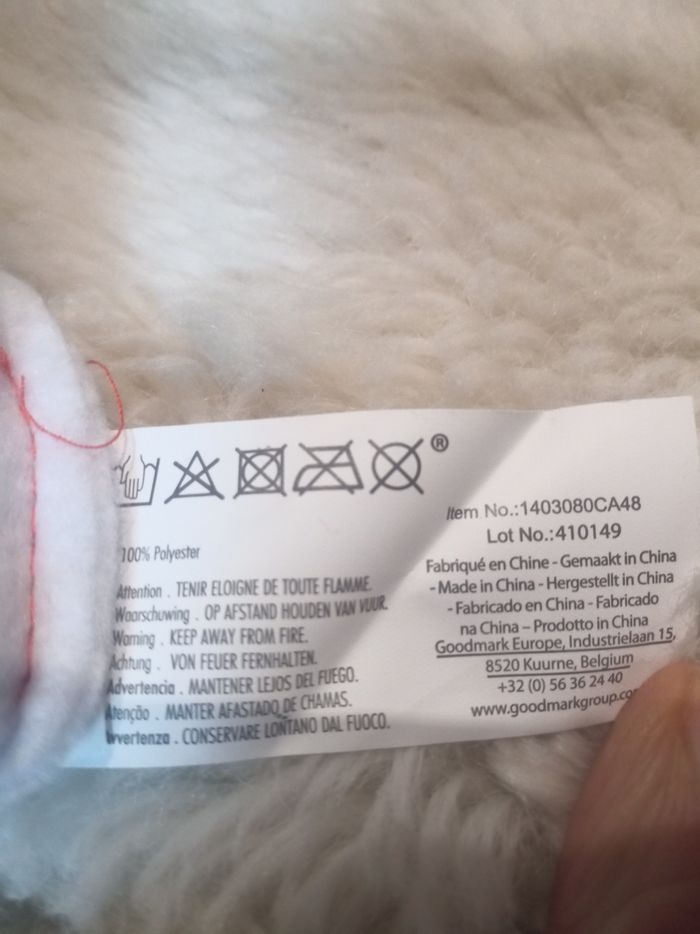 ®
100% Polyester
Attention . TENIR ELOIGNE DE TOUTE FLAMME.
Waarschuwing . OP AFSTAND HOUDEN VAN VUUR.
Warning . KEEP AWAY FROM FIRE.
Achtung . VON FEUER FERNHALTEN.
Advertencia . MANTENER LEJOS DEL FUEGO.
Atenção . MANTER AFASTADO DE CHAMAS.
Avvertenza . CONSERVARE LONTANO DAL FUOCO.
Item No.:1403080CA48
Lot No.:410149
Fabriqué en Chine - Gemaakt in China
- Made in China - Hergestellt in China
- Fabricado en China - Fabricado
na China – Prodotto in China
Goodmark Europe, Industrielaan 15,
8520 Kuurne, Belgium
+32 (0) 56 36 24 40
www.goodmarkgroup.co